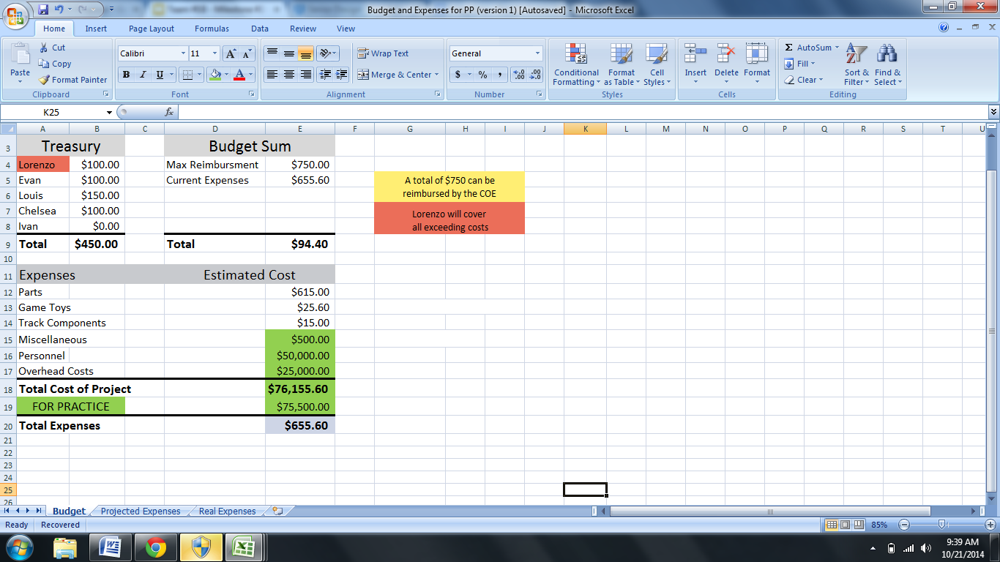 Budget and Expenses for PP (version 1) [Autosaved] - Microsoft Excel
Home Insert Page Layout Formulas Data Review View
Paste Cut Copy Format Painter
Calibri 11 A A
B I U A
Wrap Text
Merge & Center
General
$ % , .00 .0
Conditional Formatting Format as Table Cell Styles
Insert Delete Format
Σ AutoSum Fill Clear
Sort & Filter Find & Select
Clipboard Font Alignment Number Styles Cells Editing
K25 fx
A B C D E F G H I J K L M N O P Q R S T U
3 Treasury Budget Sum
4 Lorenzo $100.00 Max Reimbursment $750.00
5 Evan $100.00 Current Expenses $655.60 A total of $750 can be
6 Louis $150.00 reimbursed by the COE
7 Chelsea $100.00 Lorenzo will cover
8 Ivan $0.00 all exceeding costs
9 Total $450.00 Total $94.40
10
11 Expenses Estimated Cost
12 Parts $615.00
13 Game Toys $25.60
14 Track Components $15.00
15 Miscellaneous $500.00
16 Personnel $50,000.00
17 Overhead Costs $25,000.00
18 Total Cost of Project $76,155.60
19 FOR PRACTICE $75,500.00
20 Total Expenses $655.60
21
22
23
24
25
26
Budget Projected Expenses Real Expenses
Ready Recovered 85%
9:39 AM
10/21/2014